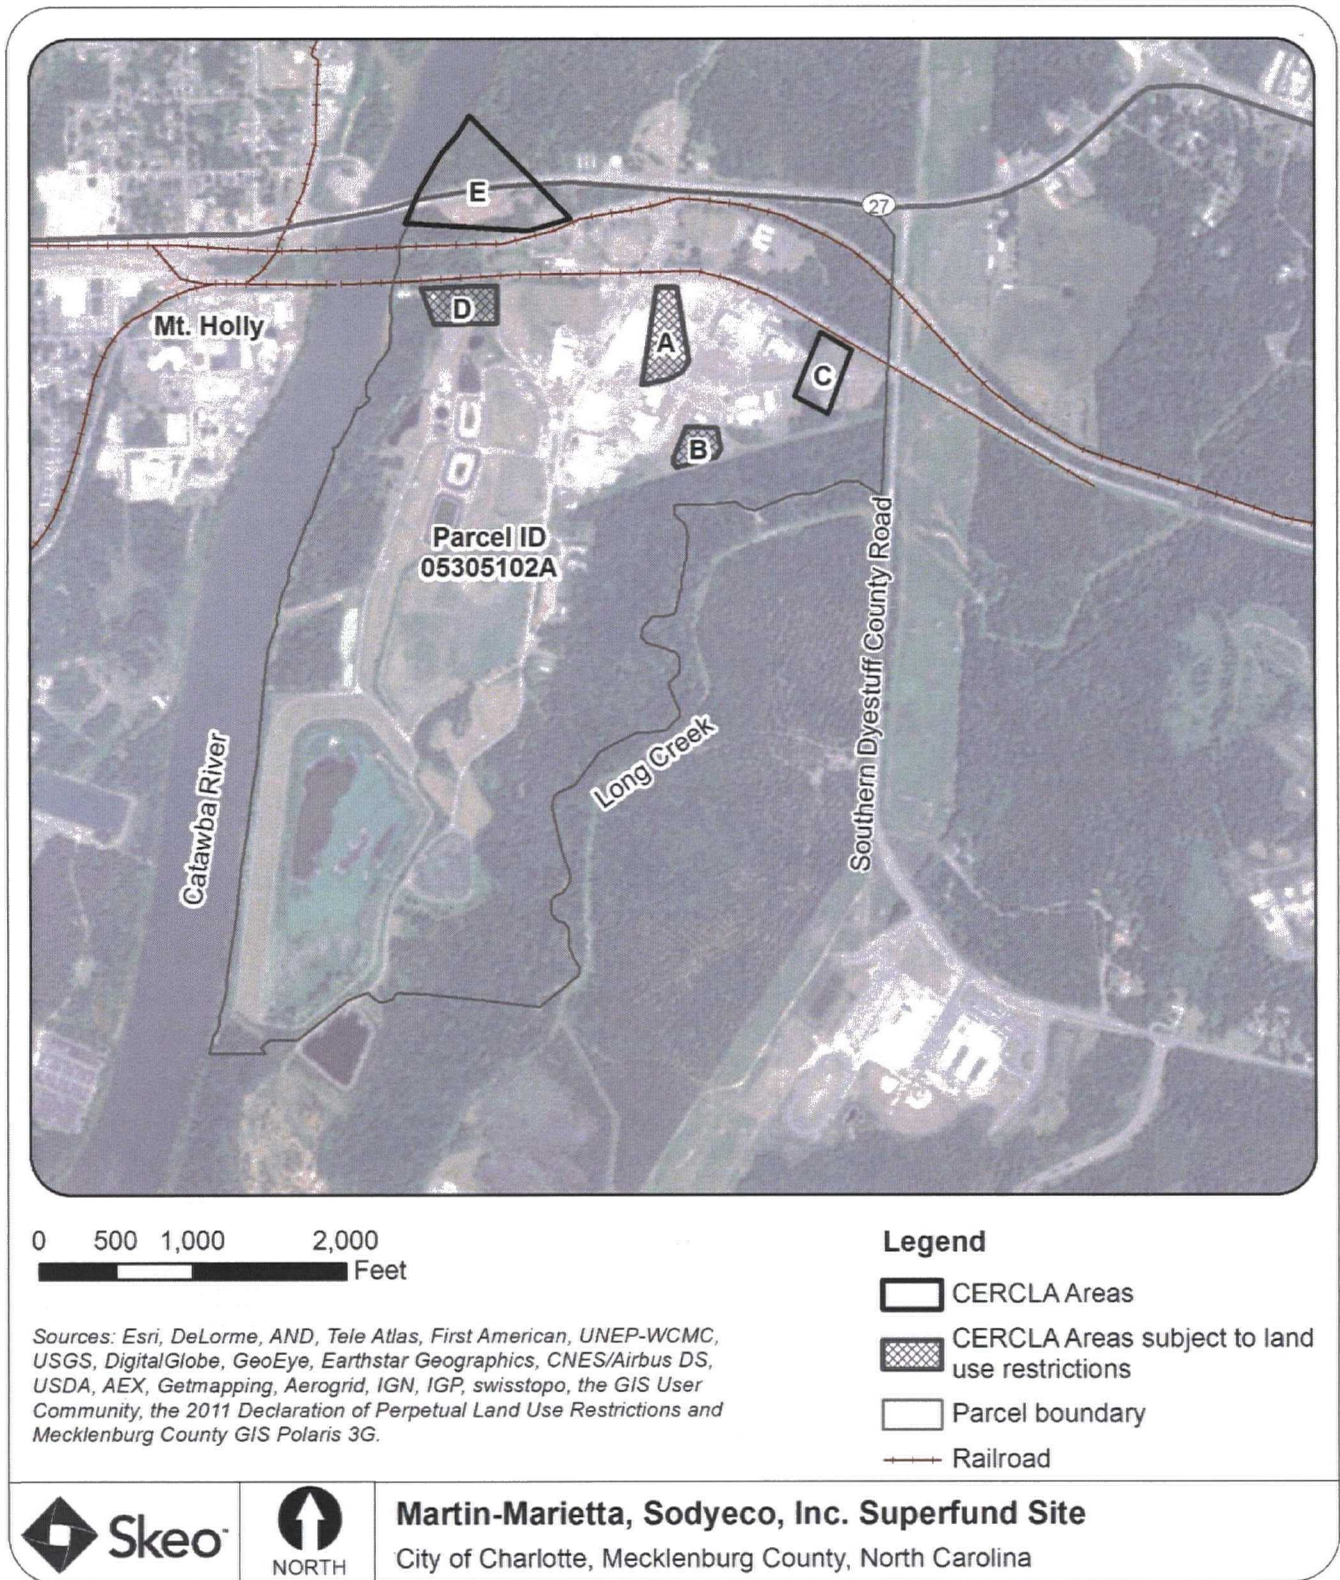 E
27
E
D
Mt. Holly
A
C
B
Parcel ID
05305102A
Southern Dyestuff County Road
Long Creek
Catawba River
0 500 1,000 2,000
Feet
Legend
CERCLA Areas
CERCLA Areas subject to land
use restrictions
Parcel boundary
Railroad
Sources: Esri, DeLorme, AND, Tele Atlas, First American, UNEP-WCMC,
USGS, DigitalGlobe, GeoEye, Earthstar Geographics, CNES/Airbus DS,
USDA, AEX, Getmapping, Aerogrid, IGN, IGP, swisstopo, the GIS User
Community, the 2011 Declaration of Perpetual Land Use Restrictions and
Mecklenburg County GIS Polaris 3G.
Skeo™
NORTH
Martin-Marietta, Sodyeco, Inc. Superfund Site
City of Charlotte, Mecklenburg County, North Carolina